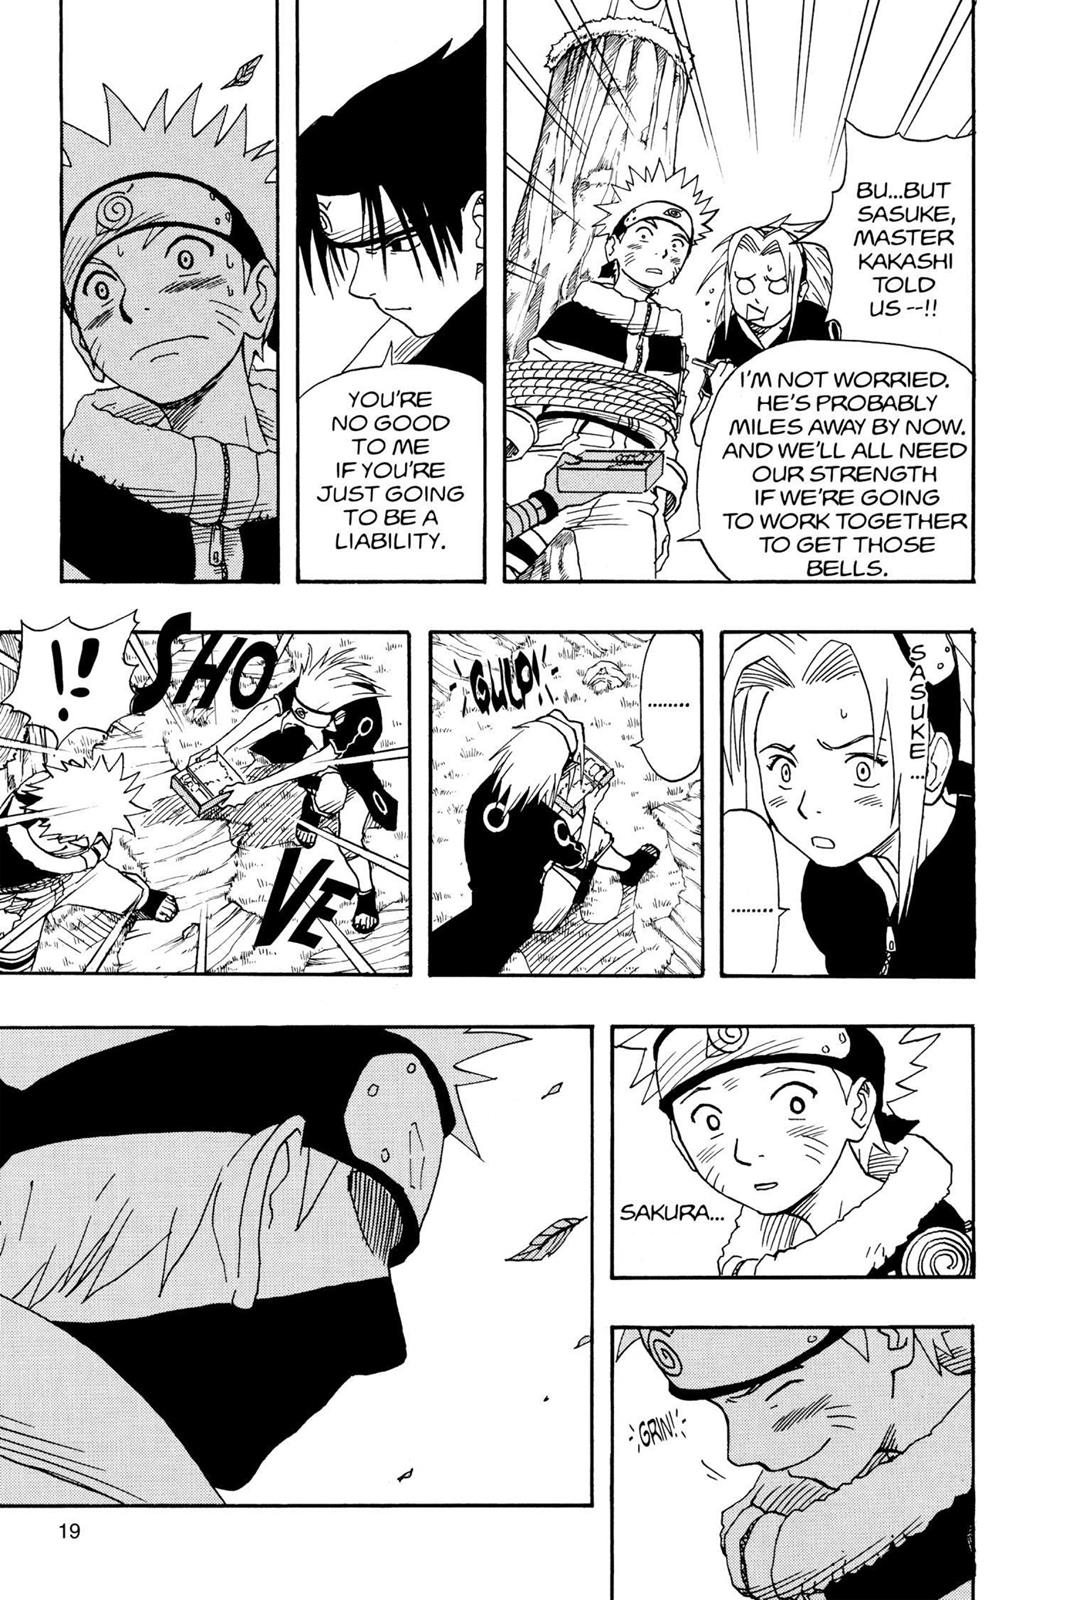 BU...BUT
SASUKE,
MASTER
KAKASHI
TOLD
US --!!
I'M NOT WORRIED.
HE'S PROBABLY
MILES AWAY BY NOW.
AND WE'LL ALL NEED
OUR STRENGTH
IF WE'RE GOING
TO WORK TOGETHER
TO GET THOSE
BELLS.
YOU'RE
NO GOOD
TO ME
IF YOU'RE
JUST GOING
TO BE A
LIABILITY.
SASUKE...
.........
.........
GULP!
SHO
VE
!!
SAKURA...
GRIN!
19